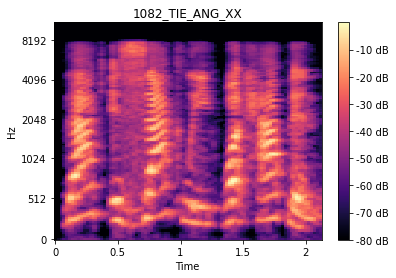 1082_TIE_ANG_XX
8192
4096
2048
1024
512
0
Hz
0
0.5
1
1.5
2
Time
-10 dB
-20 dB
-30 dB
-40 dB
-50 dB
-60 dB
-70 dB
-80 dB